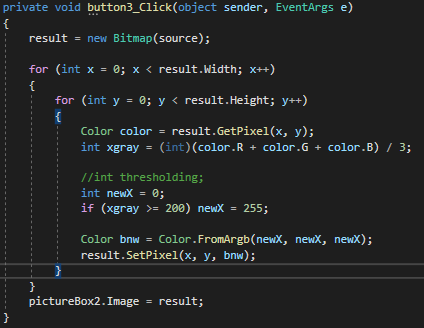 private void button3_Click(object sender, EventArgs e)
{
result = new Bitmap(source);
for (int x = 0; x < result.Width; x++)
{
for (int y = 0; y < result.Height; y++)
{
Color color = result.GetPixel(x, y);
int xgray = (int)(color.R + color.G + color.B) / 3;
//int thresholding;
int newX = 0;
if (xgray >= 200) newX = 255;
Color bnw = Color.FromArgb(newX, newX, newX);
result.SetPixel(x, y, bnw);
}
}
pictureBox2.Image = result;
}